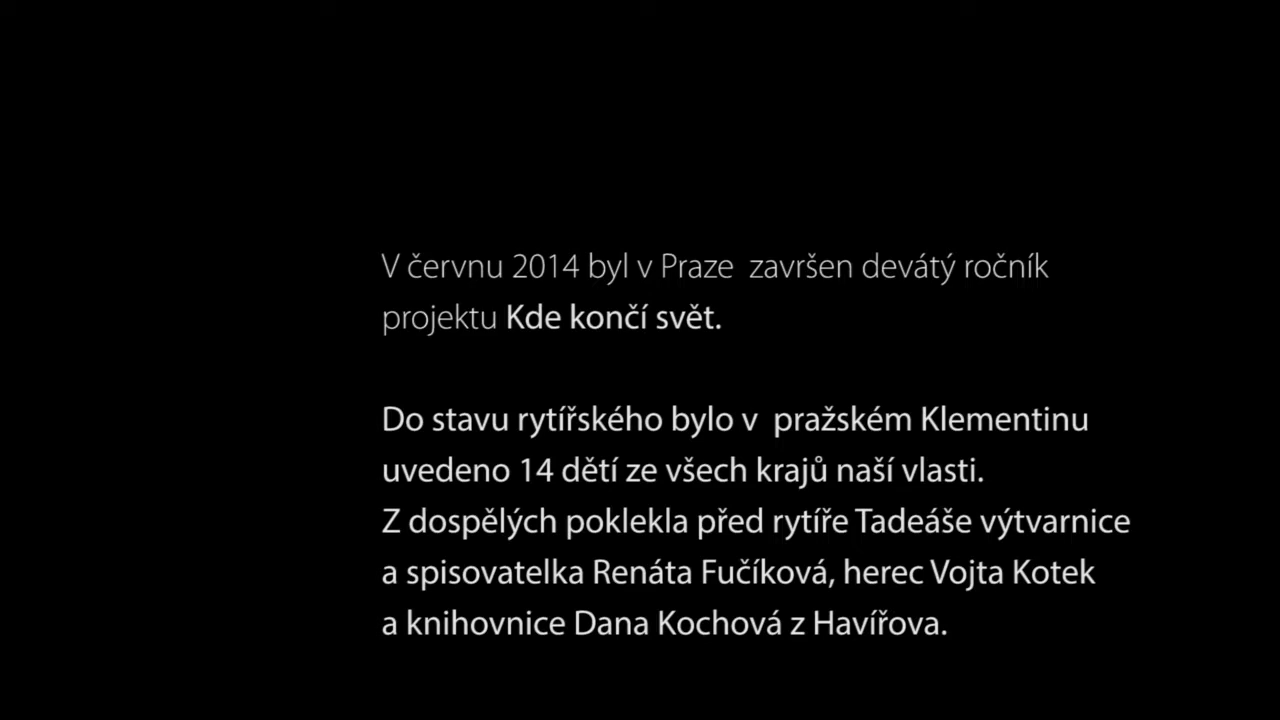 V červnu 2014 byl v Praze  završen devátý ročník
projektu Kde končí svět.
Do stavu rytířského bylo v  pražském Klementinu
uvedeno 14 dětí ze všech krajů naší vlasti.
Z dospělých poklekla před rytíře Tadeáše výtvarnice
a spisovatelka Renáta Fučíková, herec Vojta Kotek
a knihovnice Dana Kochová z Havířova.